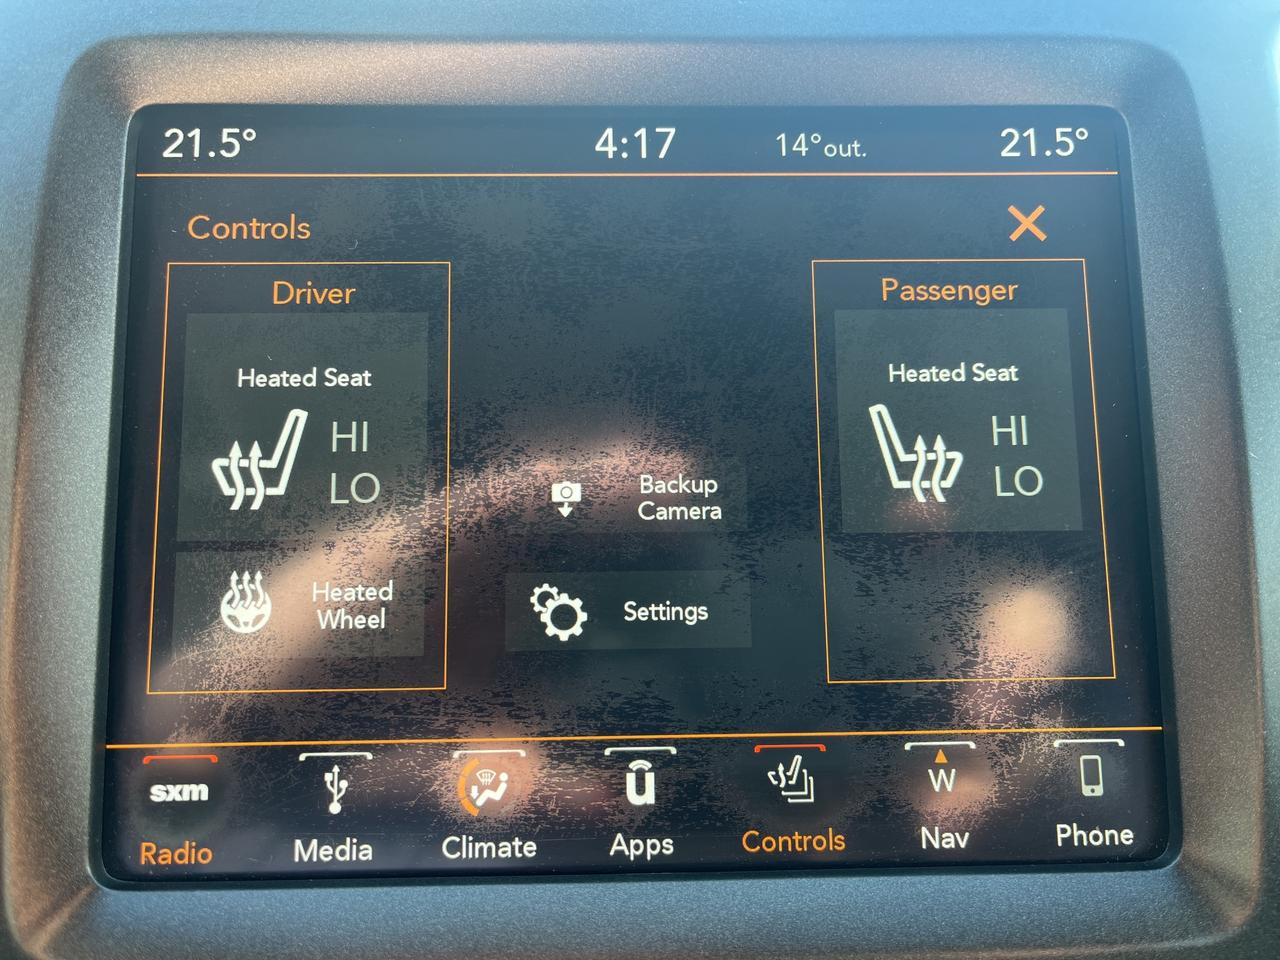 21.5° 4:17 14°out. 21.5°
Controls
Driver
Heated Seat
HI
LO
Heated
Wheel
Backup
Camera
Settings
Passenger
Heated Seat
HI
LO
sxm
Radio
Media
Climate
u
Apps
Controls
W
Nav
Phone